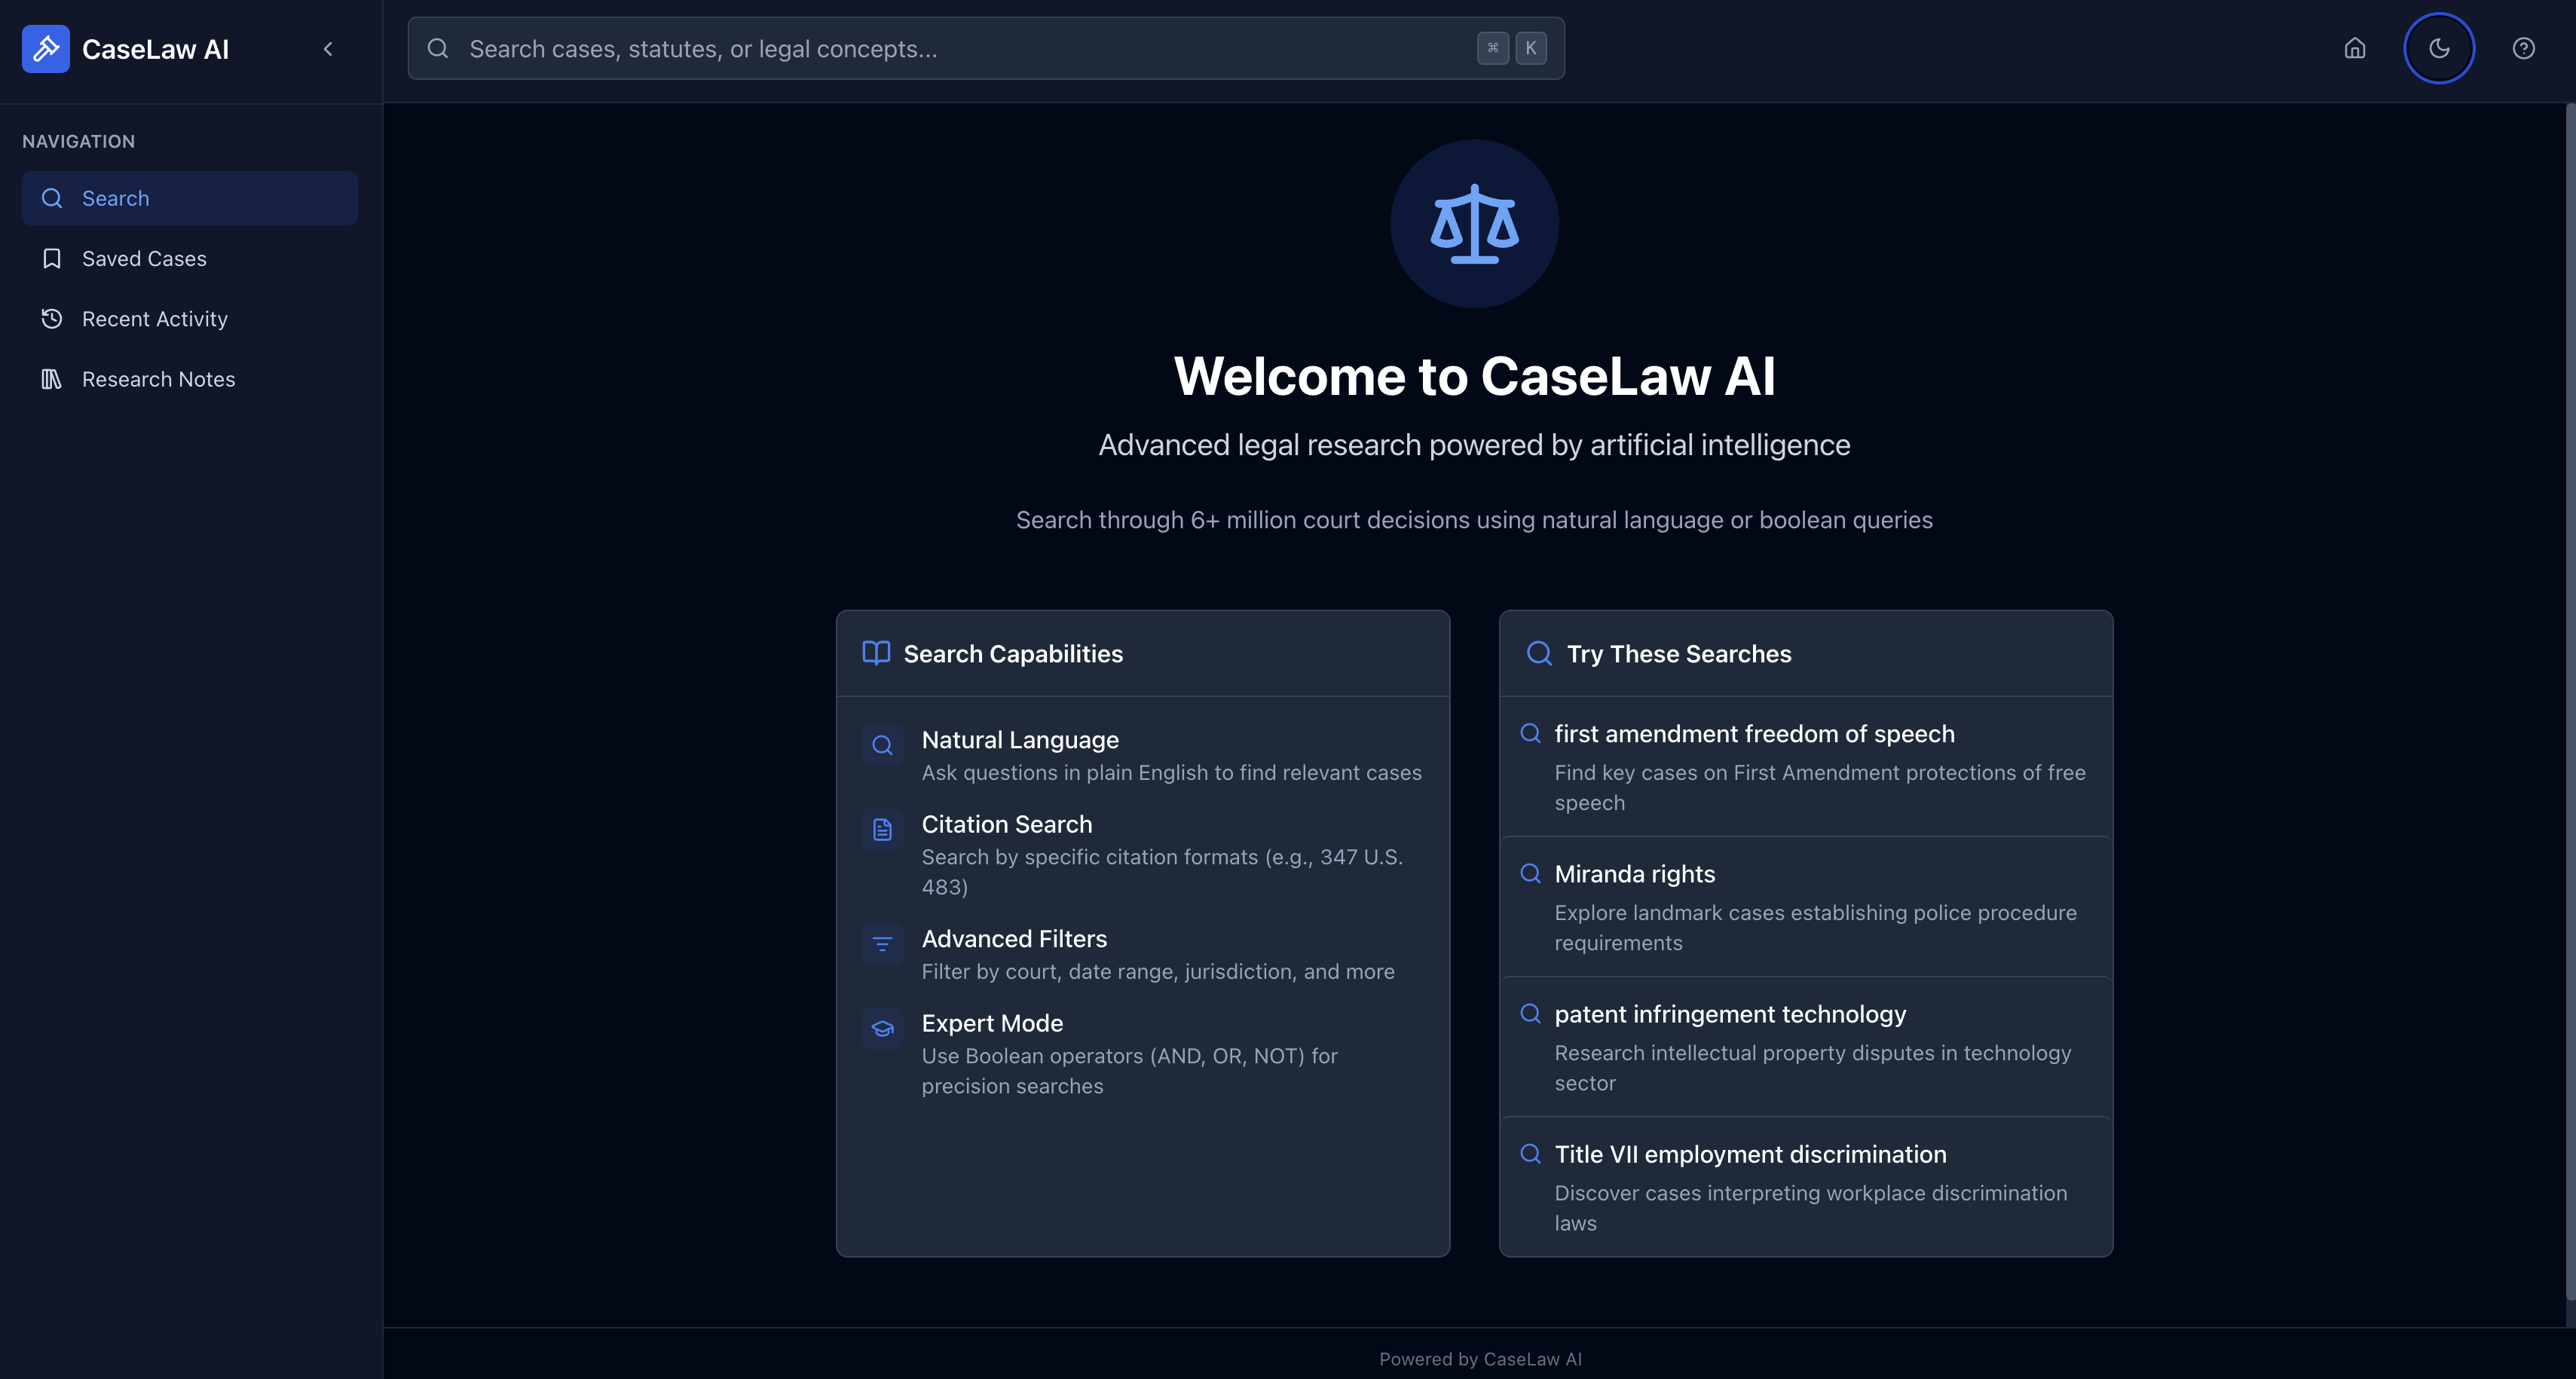 CaseLaw AI
Search cases, statutes, or legal concepts...
⌘ K
NAVIGATION
Search
Saved Cases
Recent Activity
Research Notes
Welcome to CaseLaw AI
Advanced legal research powered by artificial intelligence
Search through 6+ million court decisions using natural language or boolean queries
Search Capabilities
Natural Language
Ask questions in plain English to find relevant cases
Citation Search
Search by specific citation formats (e.g., 347 U.S.
483)
Advanced Filters
Filter by court, date range, jurisdiction, and more
Expert Mode
Use Boolean operators (AND, OR, NOT) for
precision searches
Try These Searches
first amendment freedom of speech
Find key cases on First Amendment protections of free
speech
Miranda rights
Explore landmark cases establishing police procedure
requirements
patent infringement technology
Research intellectual property disputes in technology
sector
Title VII employment discrimination
Discover cases interpreting workplace discrimination
laws
Powered by CaseLaw AI